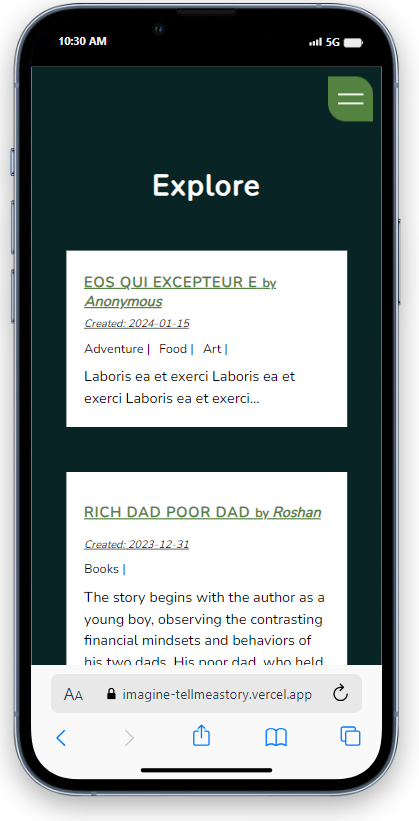 10:30 AM
5G
Explore
EOS QUI EXCEPTEUR E by
Anonymous
Created: 2024-01-15
Adventure | Food | Art |
Laboris ea et exerci Laboris ea et
exerci Laboris ea et exerci...
RICH DAD POOR DAD by Roshan
Created: 2023-12-31
Books |
The story begins with the author as a
young boy, observing the contrasting
financial mindsets and behaviors of
his two dads. His poor dad, who held
AA
imagine-tellmeastory.vercel.app